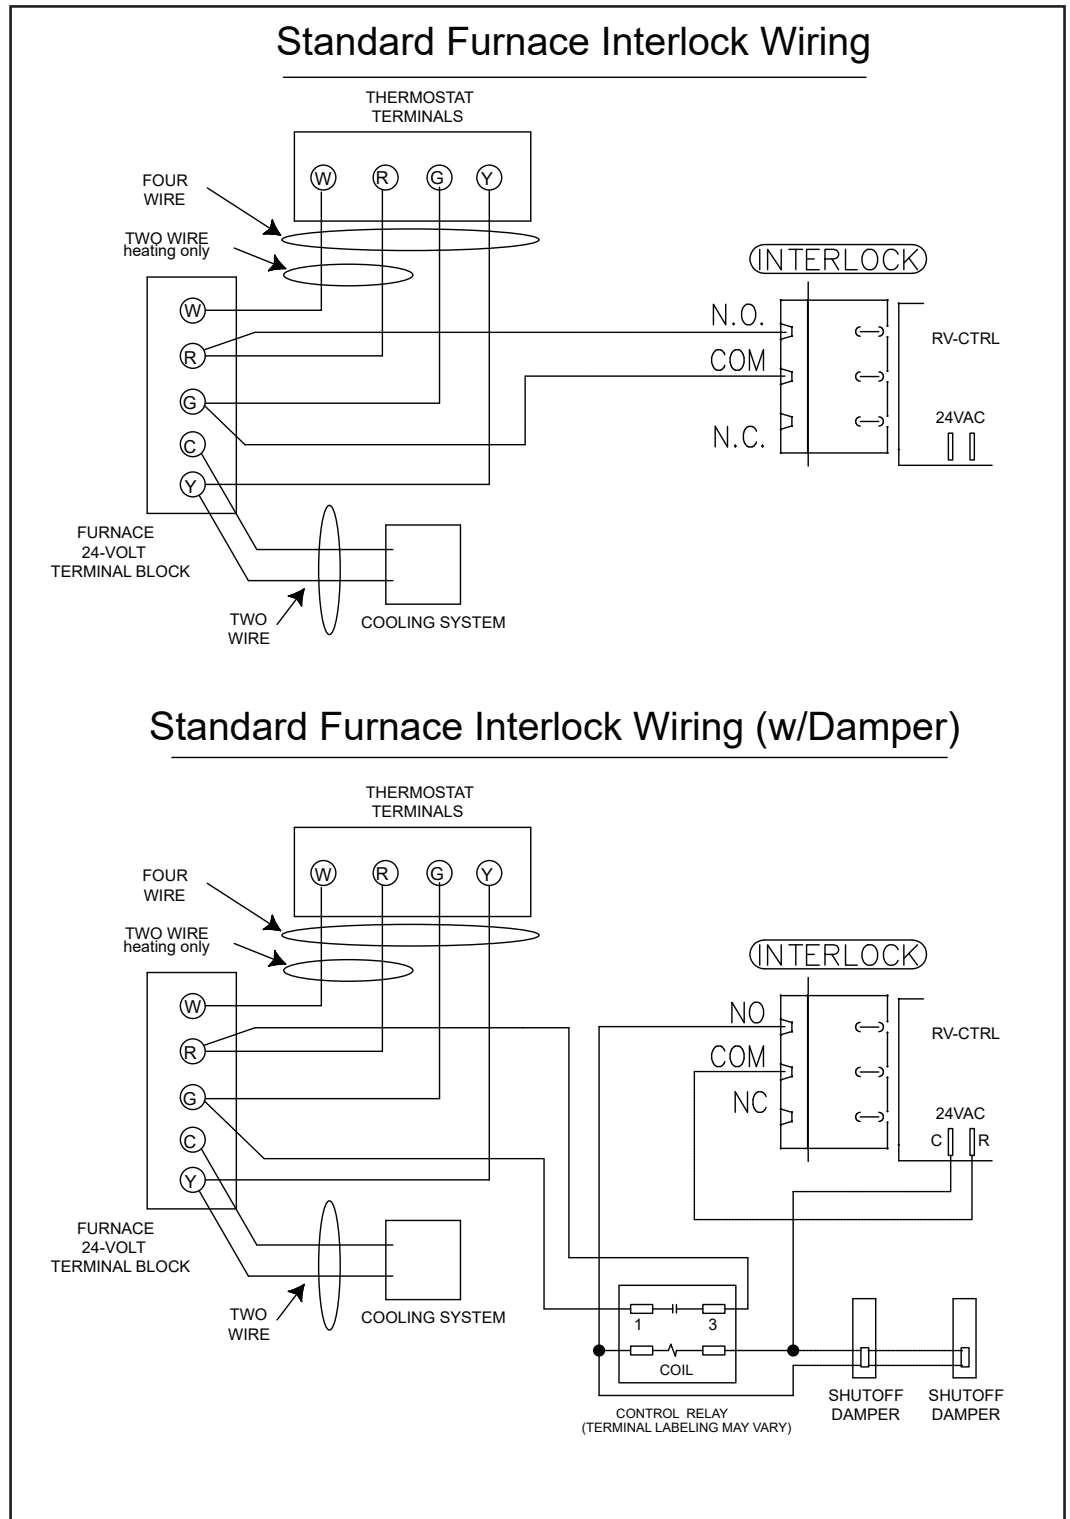 Standard Furnace Interlock Wiring
THERMOSTAT
TERMINALS
W R G Y
FOUR
WIRE
TWO WIRE
heating only
W
R
G
C
Y
FURNACE
24-VOLT
TERMINAL BLOCK
TWO
WIRE
COOLING SYSTEM
INTERLOCK
N.O.
COM
N.C.
RV-CTRL
24VAC
Standard Furnace Interlock Wiring (w/Damper)
THERMOSTAT
TERMINALS
W R G Y
FOUR
WIRE
TWO WIRE
heating only
W
R
G
C
Y
FURNACE
24-VOLT
TERMINAL BLOCK
TWO
WIRE
COOLING SYSTEM
INTERLOCK
NO
COM
NC
RV-CTRL
24VAC
C R
1 3
COIL
CONTROL RELAY
(TERMINAL LABELING MAY VARY)
SHUTOFF
DAMPER
SHUTOFF
DAMPER